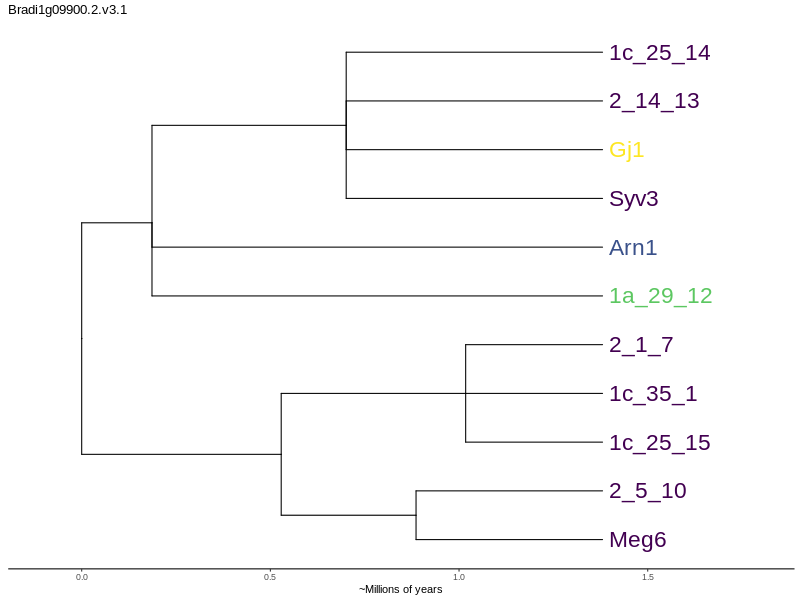 Bradi1g09900.2.v3.1
1c_25_14
2_14_13
Gj1
Syv3
Arn1
1a_29_12
2_1_7
1c_35_1
1c_25_15
2_5_10
Meg6
0.0 0.5 1.0 1.5
~Millions of years